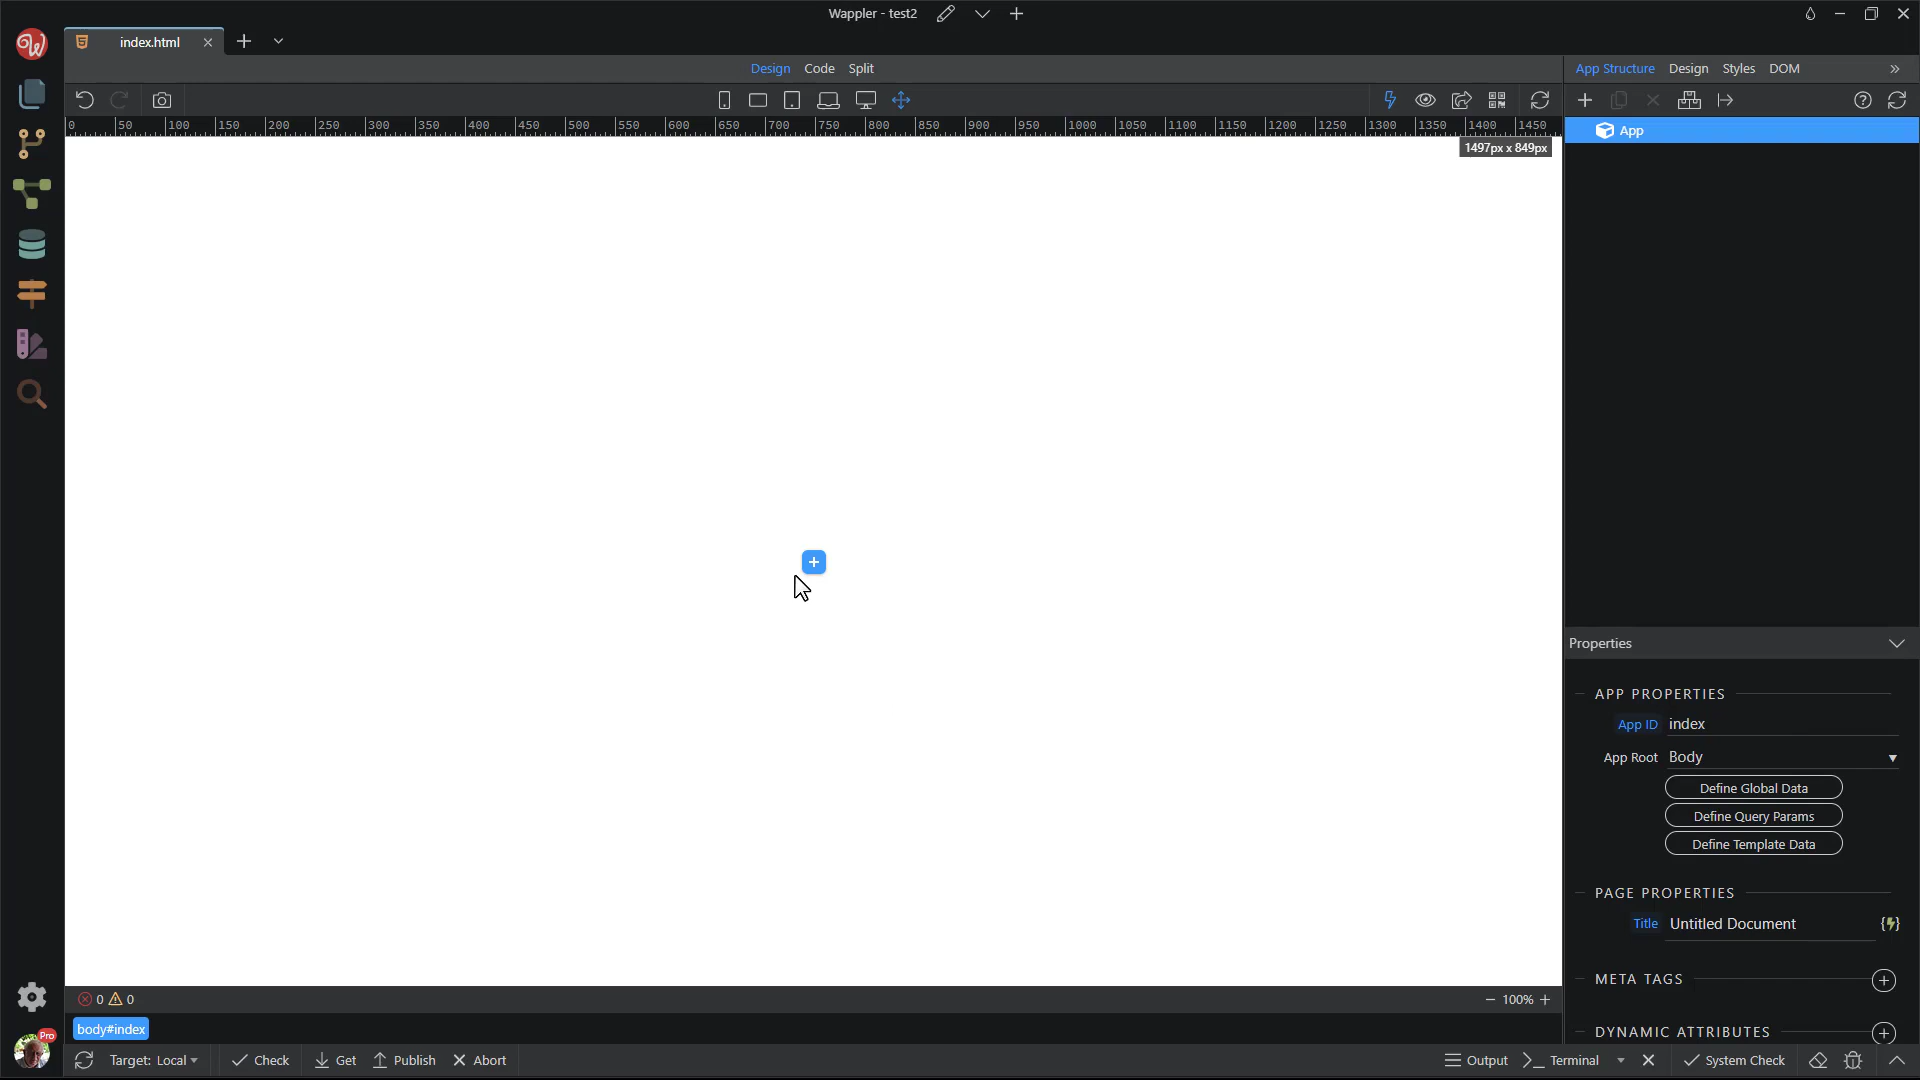 Wappler - test2
index.html
Design Code Split
App Structure Design Styles DOM
0 50 100 150 200 250 300 350 400 450 500 550 600 650 700 750 800 850 900 950 1000 1050 1100 1150 1200 1250 1300 1350 1400 1450
App
1497px x 849px
Properties
APP PROPERTIES
App ID index
App Root Body
Define Global Data
Define Query Params
Define Template Data
PAGE PROPERTIES
Title Untitled Document
META TAGS
0 0
100%
body#index
DYNAMIC ATTRIBUTES
Pro
Target: Local Check Get Publish Abort
Output Terminal System Check